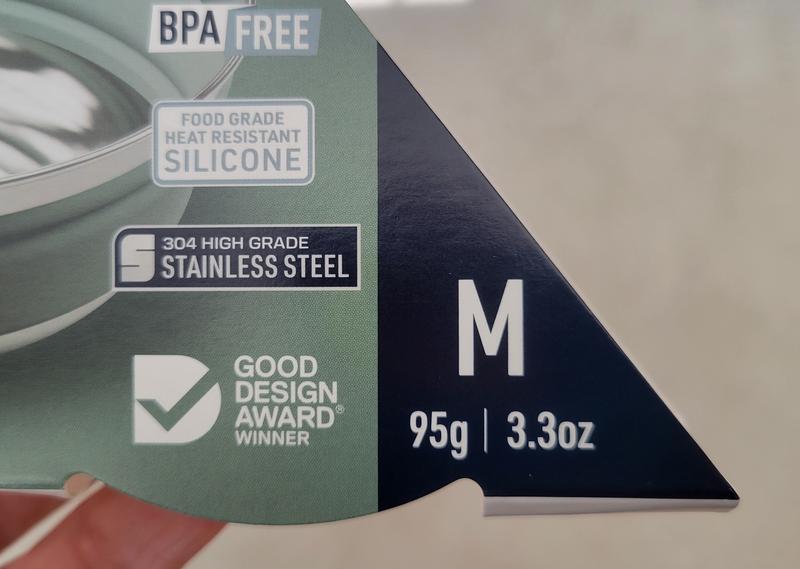 BPA FREE
FOOD GRADE
HEAT RESISTANT
SILICONE
304 HIGH GRADE
STAINLESS STEEL
GOOD
DESIGN
AWARD®
WINNER
M
95g | 3.3oz